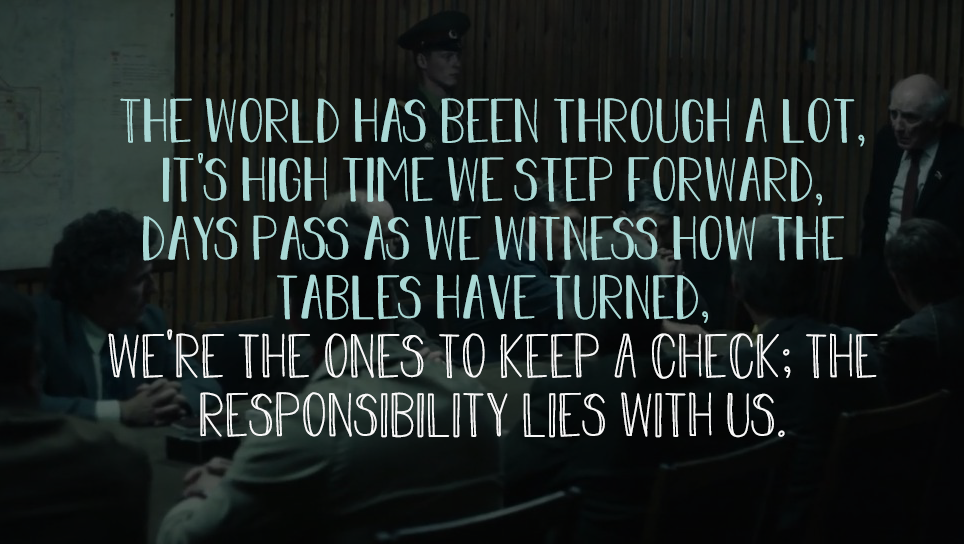 THE WORLD HAS BEEN THROUGH A LOT,
IT'S HIGH TIME WE STEP FORWARD,
DAYS PASS AS WE WITNESS HOW THE
TABLES HAVE TURNED,
WE'RE THE ONES TO KEEP A CHECK; THE
RESPONSIBILITY LIES WITH US.